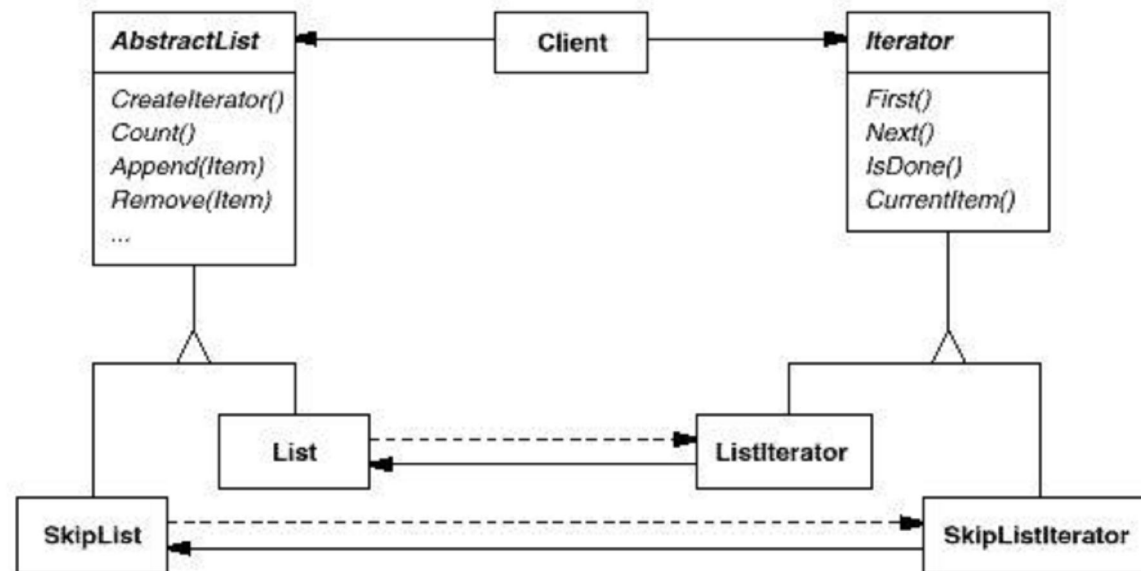 AbstractList
CreateIterator()
Count()
Append(Item)
Remove(Item)
...
Client
Iterator
First()
Next()
IsDone()
CurrentItem()
List
ListIterator
SkipList
SkipListIterator